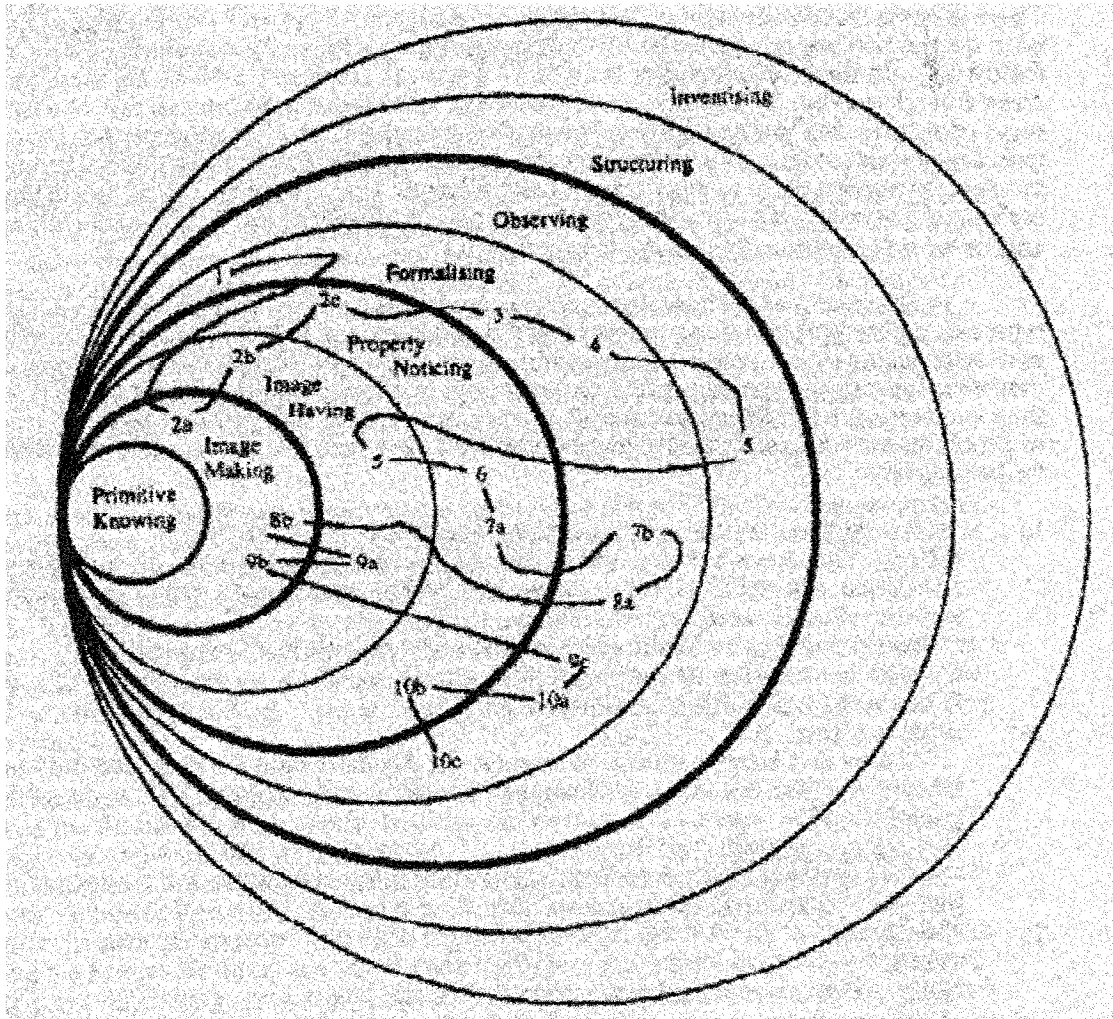 Inventising
Structuring
Observing
Formalising
1
2c
3
4
2b
Property
Noticing
Image
Having
2a
Image
Making
5
5
6
Primitive
Knowing
8b
7a
7b
9b
9a
8a
9c
10b
10a
10c